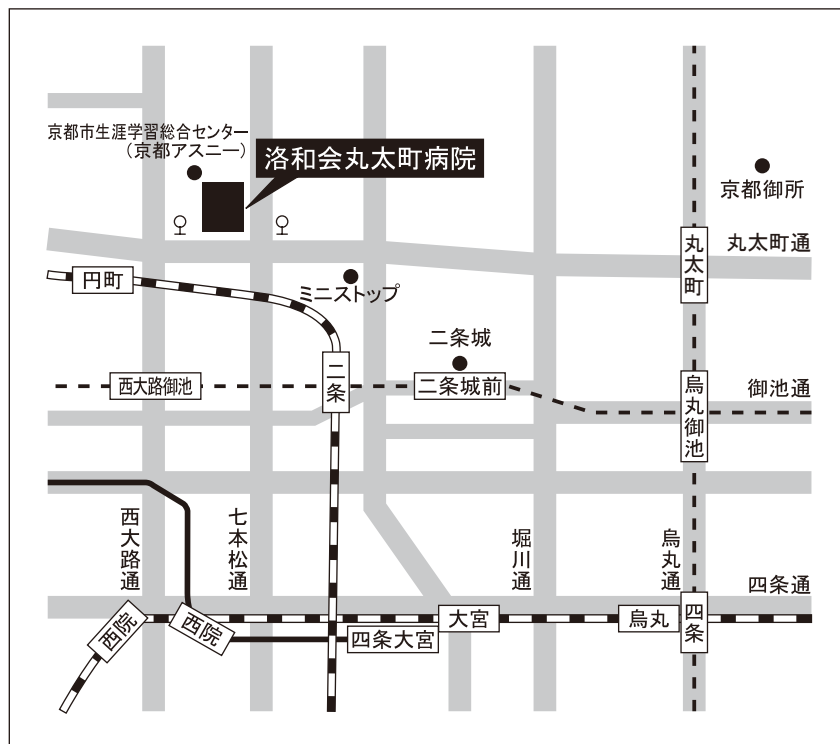 京都市生涯学習総合センター
（京都アスニー）
洛和会丸太町病院
京都御所
丸太町
丸太町通
円町
ミニストップ
二条城
西大路御池
二条
二条城前
烏丸御池
御池通
西大路通
七本松通
堀川通
烏丸通
四条通
西院
西院
四条大宮
大宮
烏丸
四条